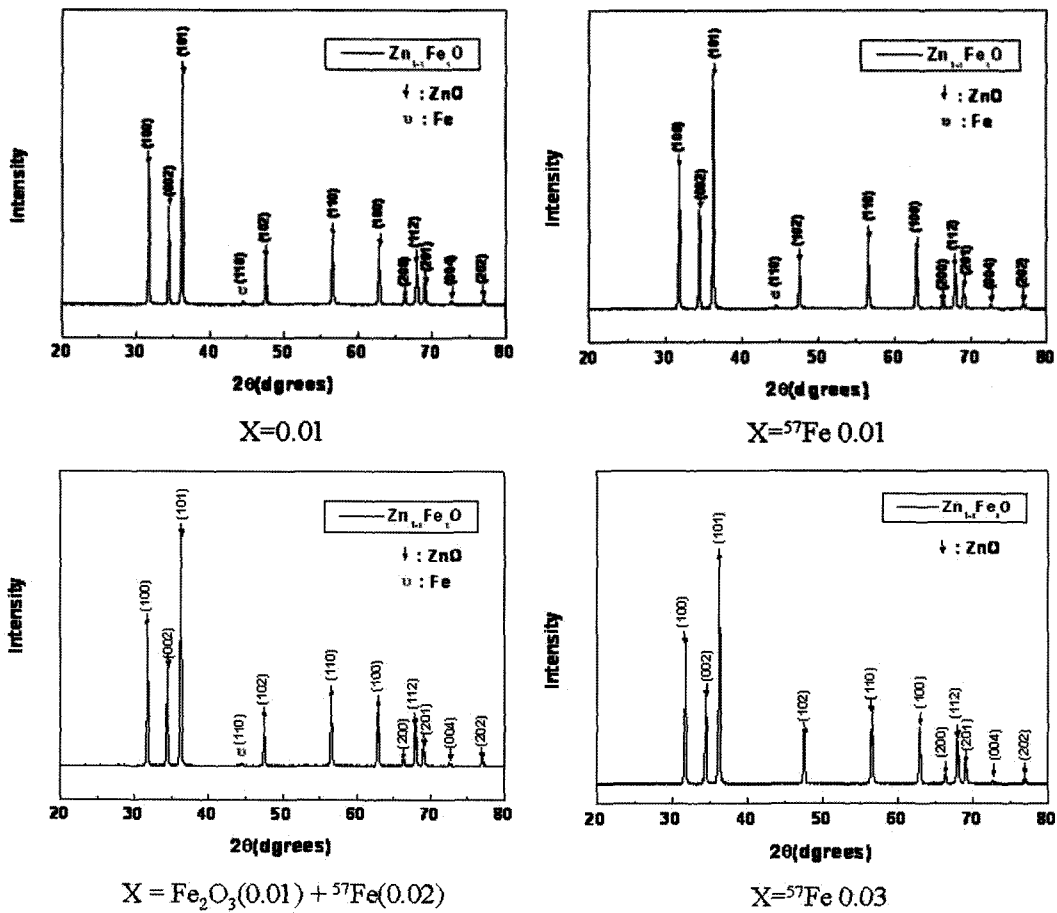 Zn1-xFexO
↓ : ZnO
υ : Fe
Intensity
(100)
(002)
(101)
σ (110)
(102)
(110)
(100)
(200)
(112)
(201)
(004)
(202)
20 30 40 50 60 70 80
2θ(dgrees)
X=0.01
Zn1-xFexO
↓ : ZnO
υ : Fe
Intensity
(100)
(002)
(101)
σ (110)
(102)
(110)
(100)
(200)
(112)
(201)
(004)
(202)
20 30 40 50 60 70 80
2θ(dgrees)
X=⁵⁷Fe 0.01
Zn1-xFexO
↓ : ZnO
υ : Fe
Intensity
(100)
(002)
(101)
σ (110)
(102)
(110)
(100)
(200)
(112)
(201)
(004)
(202)
20 30 40 50 60 70 80
2θ(dgrees)
X = Fe₂O₃(0.01) + ⁵⁷Fe(0.02)
Zn1-xFexO
↓ : ZnO
Intensity
(100)
(002)
(101)
(102)
(110)
(100)
(200)
(112)
(201)
(004)
(202)
20 30 40 50 60 70 80
2θ(dgrees)
X=⁵⁷Fe 0.03